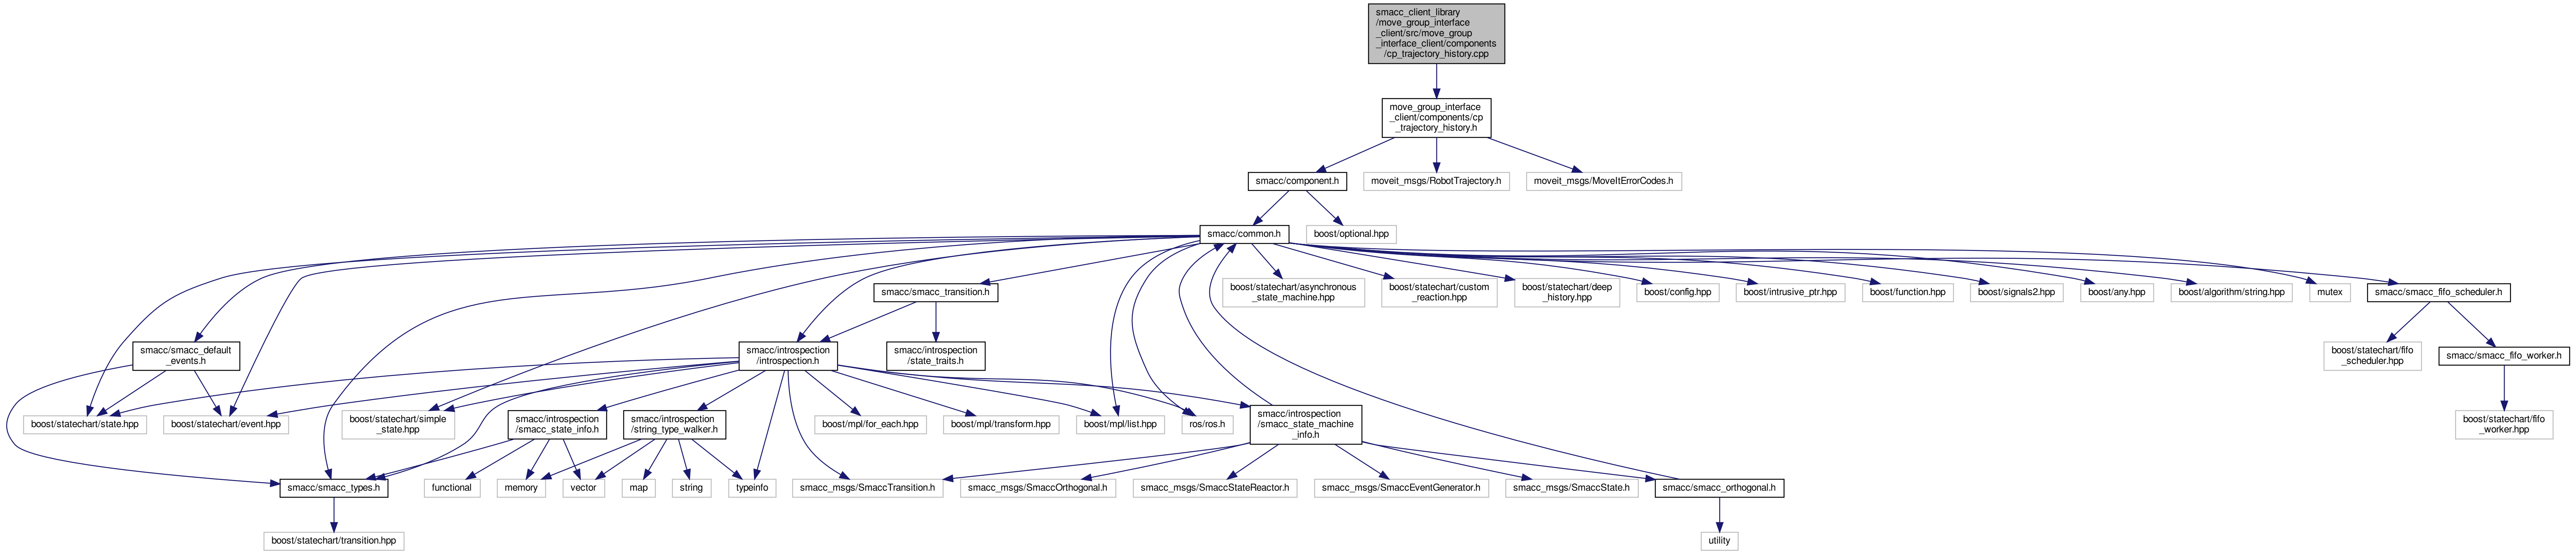 smacc_client_library
/move_group_interface
_client/src/move_group
_interface_client/components
/cp_trajectory_history.cpp
move_group_interface
_client/components/cp
_trajectory_history.h
smacc/component.h
moveit_msgs/RobotTrajectory.h
moveit_msgs/MoveItErrorCodes.h
smacc/common.h
boost/optional.hpp
smacc/smacc_transition.h
boost/statechart/asynchronous
_state_machine.hpp
boost/statechart/custom
_reaction.hpp
boost/statechart/deep
_history.hpp
boost/config.hpp
boost/intrusive_ptr.hpp
boost/function.hpp
boost/signals2.hpp
boost/any.hpp
boost/algorithm/string.hpp
mutex
smacc/smacc_fifo_scheduler.h
smacc/smacc_default
_events.h
smacc/introspection
/introspection.h
smacc/introspection
/state_traits.h
boost/statechart/fifo
_scheduler.hpp
smacc/smacc_fifo_worker.h
boost/statechart/state.hpp
boost/statechart/event.hpp
boost/statechart/simple
_state.hpp
smacc/introspection
/smacc_state_info.h
smacc/introspection
/string_type_walker.h
boost/mpl/for_each.hpp
boost/mpl/transform.hpp
boost/mpl/list.hpp
ros/ros.h
smacc/introspection
/smacc_state_machine
_info.h
boost/statechart/fifo
_worker.hpp
smacc/smacc_types.h
functional
memory
vector
map
string
typeinfo
smacc_msgs/SmaccTransition.h
smacc_msgs/SmaccOrthogonal.h
smacc_msgs/SmaccStateReactor.h
smacc_msgs/SmaccEventGenerator.h
smacc_msgs/SmaccState.h
smacc/smacc_orthogonal.h
boost/statechart/transition.hpp
utility